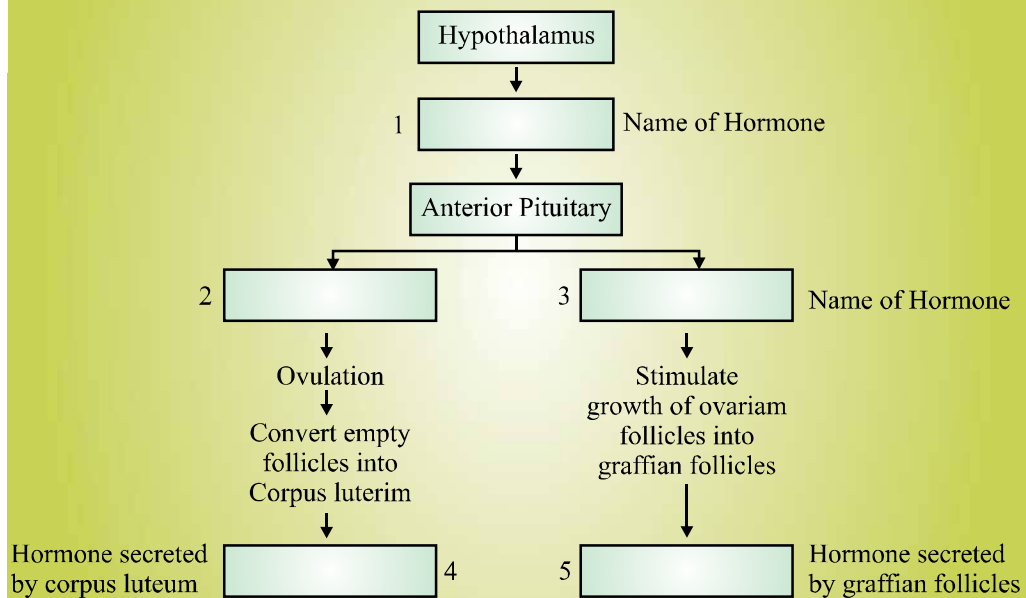 Hypothalamus
1
Name of Hormone
Anterior Pituitary
2
3
Name of Hormone
Ovulation
Convert empty
follicles into
Corpus luterim
Stimulate
growth of ovariam
follicles into
graffian follicles
Hormone secreted
by corpus luteum
4
5
Hormone secreted
by graffian follicles